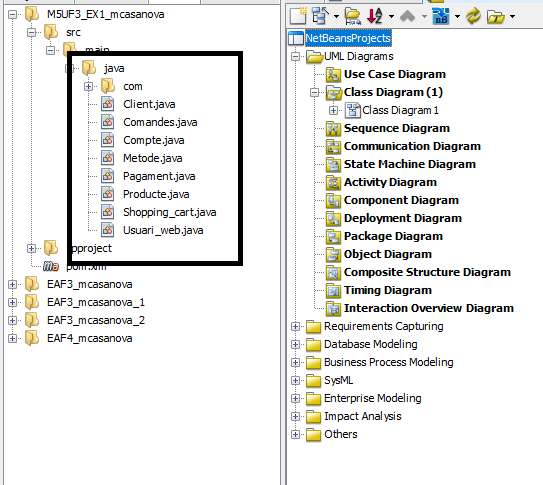 M5UF3_EX1_mcasanova
src
main
java
com
Client.java
Comandes.java
Compte.java
Metode.java
Pagament.java
Producte.java
Shopping_cart.java
Usuari_web.java
pproject
pom.xml
EAF3_mcasanova
EAF3_mcasanova_1
EAF3_mcasanova_2
EAF4_mcasanova
NetBeansProjects
UML Diagrams
Use Case Diagram
Class Diagram (1)
Class Diagram 1
Sequence Diagram
Communication Diagram
State Machine Diagram
Activity Diagram
Component Diagram
Deployment Diagram
Package Diagram
Object Diagram
Composite Structure Diagram
Timing Diagram
Interaction Overview Diagram
Requirements Capturing
Database Modeling
Business Process Modeling
SysML
Enterprise Modeling
Impact Analysis
Others